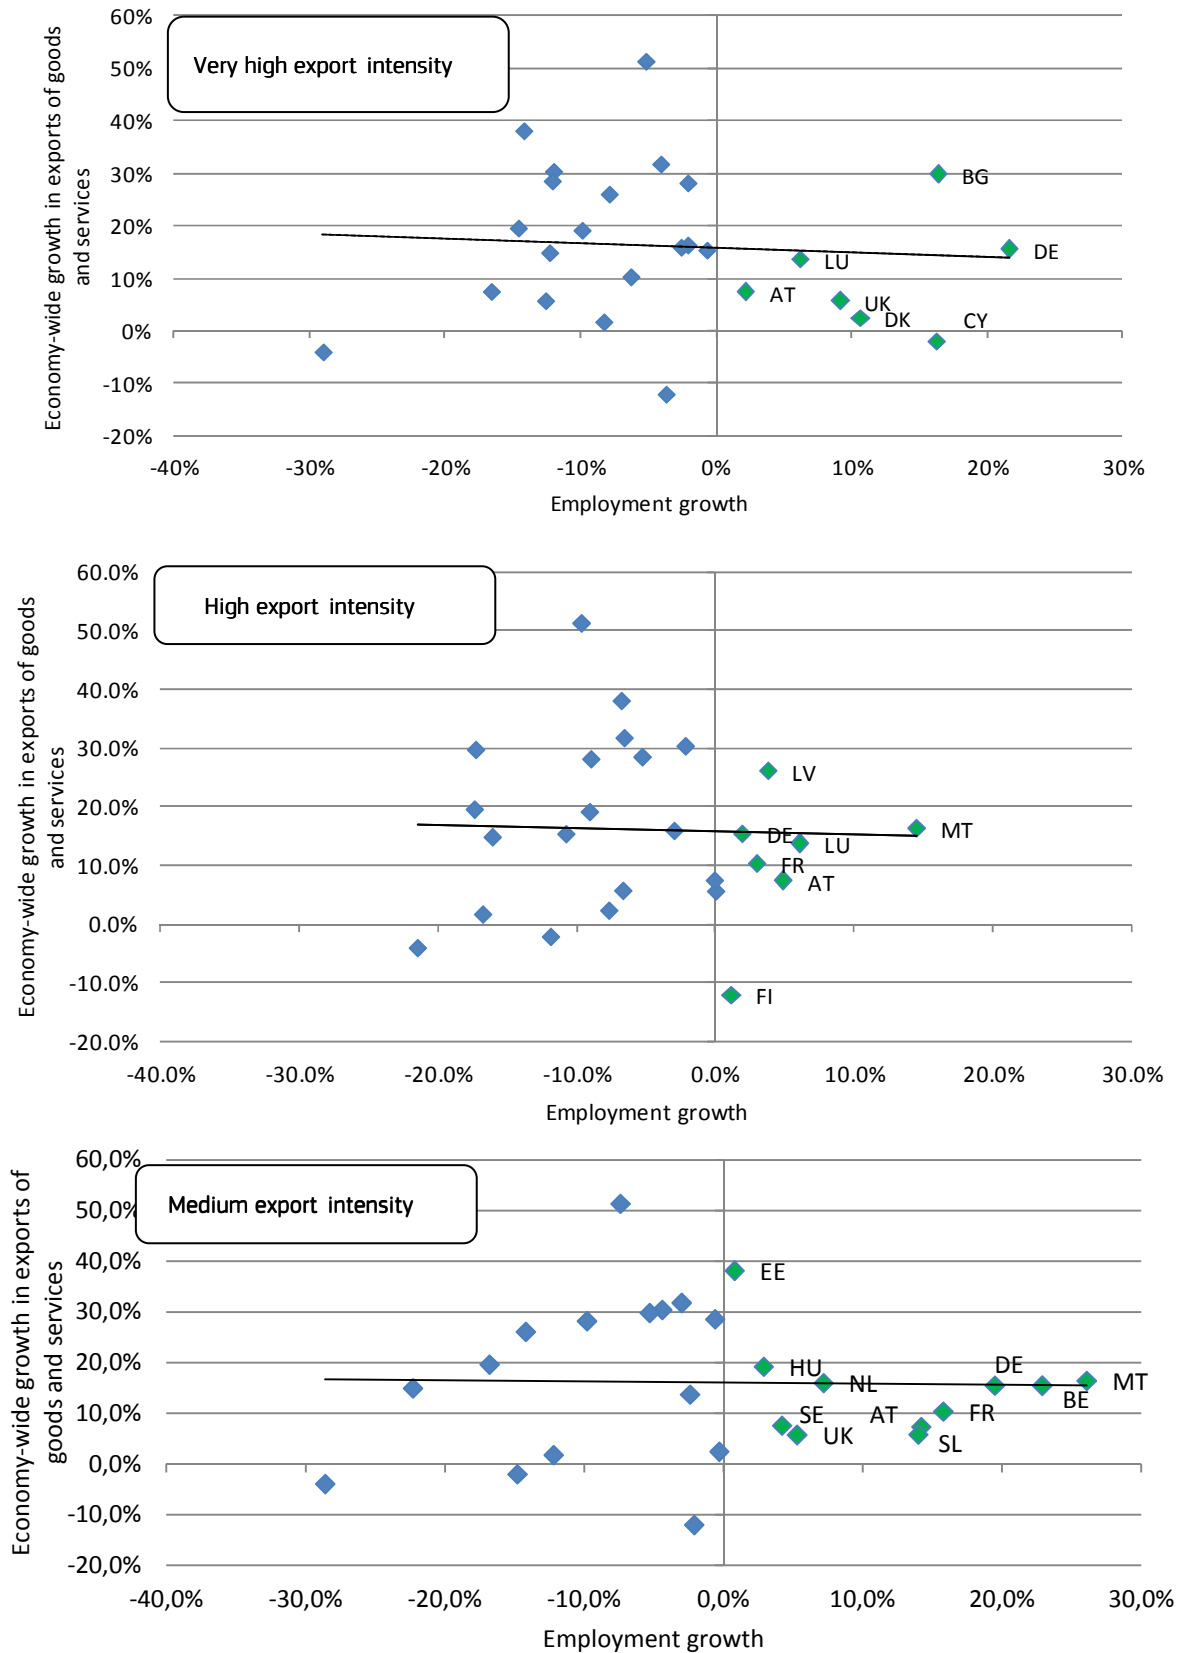 Economy-wide growth in exports of goods
and services
60%
50%
40%
30%
20%
10%
0%
-10%
-20%
Very high export intensity
BG
DE
LU
AT
UK
DK
CY
-40%
-30%
-20%
-10%
0%
10%
20%
30%
Employment growth
Economy-wide growth in exports of goods
and services
60.0%
50.0%
40.0%
30.0%
20.0%
10.0%
0.0%
-10.0%
-20.0%
High export intensity
LV
MT
DE
LU
FR
AT
FI
-40.0%
-30.0%
-20.0%
-10.0%
0.0%
10.0%
20.0%
30.0%
Employment growth
Economy-wide growth in exports of
goods and services
60,0%
50,0%
40,0%
30,0%
20,0%
10,0%
0,0%
-10,0%
-20,0%
Medium export intensity
EE
HU
NL
DE
MT
BE
SE
AT
FR
UK
SL
-40,0%
-30,0%
-20,0%
-10,0%
0,0%
10,0%
20,0%
30,0%
Employment growth